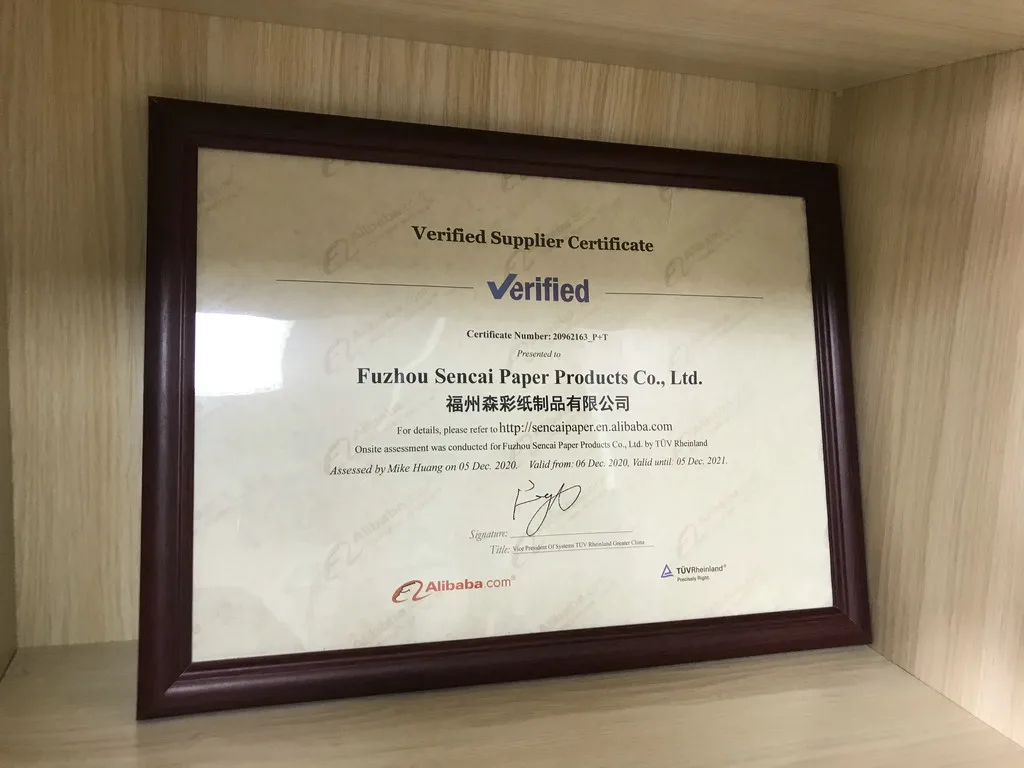 Verified Supplier Certificate
Verified
Certificate Number: 20962163_P+T
Presented to
Fuzhou Sencai Paper Products Co., Ltd.
福州森彩纸制品有限公司
For details, please refer to http://sencaipaper.en.alibaba.com
Onsite assessment was conducted for Fuzhou Sencai Paper Products Co., Ltd. by TÜV Rheinland
Assessed by Mike Huang on 05 Dec. 2020. Valid from: 06 Dec. 2020, Valid until: 05 Dec. 2021.
Signature:
Title: Vice President Of Systems TÜV Rheinland Greater China
Alibaba.com®
TÜVRheinland®
Precisely Right.